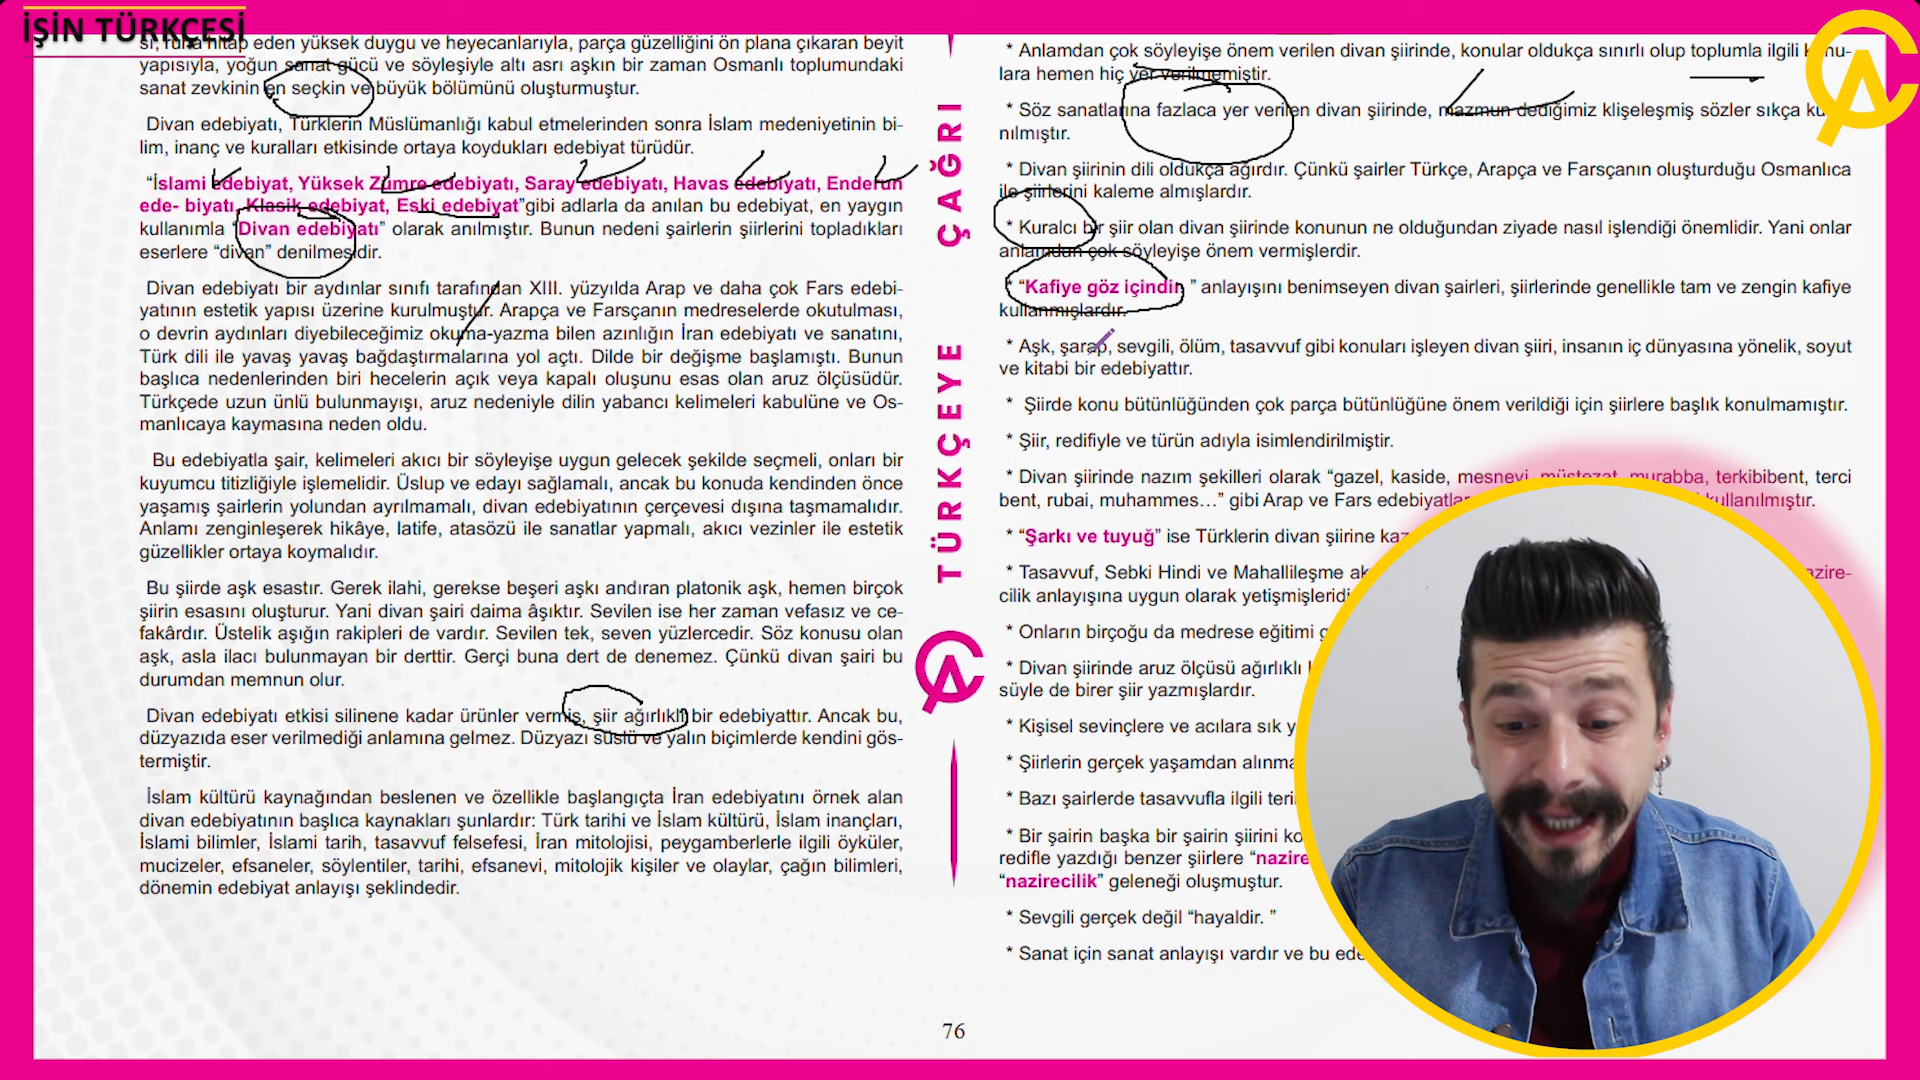 İŞİN TÜRKÇESİ
si, ruha hitap eden yüksek duygu ve heyecanlarıyla, parça güzelliğini ön plana çıkaran beyit
yapısıyla, yoğun sanat gücü ve söyleşiyle altı asrı aşkın bir zaman Osmanlı toplumundaki
sanat zevkinin en seçkin ve büyük bölümünü oluşturmuştur.
Divan edebiyatı, Türklerin Müslümanlığı kabul etmelerinden sonra İslam medeniyetinin bi-
lim, inanç ve kuralları etkisinde ortaya koydukları edebiyat türüdür.
“İslami edebiyat, Yüksek Zümre edebiyatı, Saray edebiyatı, Havas edebiyatı, Enderun
ede- biyatı, Klasik edebiyat, Eski edebiyat”gibi adlarla da anılan bu edebiyat, en yaygın
kullanımla “Divan edebiyatı” olarak anılmıştır. Bunun nedeni şairlerin şiirlerini topladıkları
eserlere “divan” denilmesidir.
Divan edebiyatı bir aydınlar sınıfı tarafından XIII. yüzyılda Arap ve daha çok Fars edebi-
yatının estetik yapısı üzerine kurulmuştur. Arapça ve Farsçanın medreselerde okutulması,
o devrin aydınları diyebileceğimiz okuma-yazma bilen azınlığın İran edebiyatı ve sanatını,
Türk dili ile yavaş yavaş bağdaştırmalarına yol açtı. Dilde bir değişme başlamıştı. Bunun
başlıca nedenlerinden biri hecelerin açık veya kapalı oluşunu esas olan aruz ölçüsüdür.
Türkçede uzun ünlü bulunmayışı, aruz nedeniyle dilin yabancı kelimeleri kabulüne ve Os-
manlıcaya kaymasına neden oldu.
Bu edebiyatla şair, kelimeleri akıcı bir söyleyişe uygun gelecek şekilde seçmeli, onları bir
kuyumcu titizliğiyle işlemelidir. Üslup ve edayı sağlamalı, ancak bu konuda kendinden önce
yaşamış şairlerin yolundan ayrılmamalı, divan edebiyatının çerçevesi dışına taşmamalıdır.
Anlamı zenginleşerek hikâye, latife, atasözü ile sanatlar yapmalı, akıcı vezinler ile estetik
güzellikler ortaya koymalıdır.
Bu şiirde aşk esastır. Gerek ilahi, gerekse beşeri aşkı andıran platonik aşk, hemen birçok
şiirin esasını oluşturur. Yani divan şairi daima âşıktır. Sevilen ise her zaman vefasız ve ce-
fakârdır. Üstelik aşığın rakipleri de vardır. Sevilen tek, seven yüzlercedir. Söz konusu olan
aşk, asla ilacı bulunmayan bir derttir. Gerçi buna dert de denemez. Çünkü divan şairi bu
durumdan memnun olur.
Divan edebiyatı etkisi silinene kadar ürünler vermiş, şiir ağırlıklı bir edebiyattır. Ancak bu,
düzyazıda eser verilmediği anlamına gelmez. Düzyazı süslü ve yalın biçimlerde kendini gös-
termiştir.
İslam kültürü kaynağından beslenen ve özellikle başlangıçta İran edebiyatını örnek alan
divan edebiyatının başlıca kaynakları şunlardır: Türk tarihi ve İslam kültürü, İslam inançları,
İslami bilimler, İslami tarih, tasavvuf felsefesi, İran mitolojisi, peygamberlerle ilgili öyküler,
mucizeler, efsaneler, söylentiler, tarihi, efsanevi, mitolojik kişiler ve olaylar, çağın bilimleri,
dönemin edebiyat anlayışı şeklindedir.
TÜRKÇEYE ÇAĞRI
* Anlamdan çok söyleyişe önem verilen divan şiirinde, konular oldukça sınırlı olup toplumla ilgili konu-
lara hemen hiç yer verilmemiştir.
* Söz sanatlarına fazlaca yer verilen divan şiirinde, mazmun dediğimiz klişeleşmiş sözler sıkça
nılmıştır.
* Divan şiirinin dili oldukça ağırdır. Çünkü şairler Türkçe, Arapça ve Farsçanın oluşturduğu Osmanlıca
ile şiirlerini kaleme almışlardır.
* Kuralcı bir şiir olan divan şiirinde konunun ne olduğundan ziyade nasıl işlendiği önemlidir. Yani onlar
anlamdan çok söyleyişe önem vermişlerdir.
* “Kafiye göz içindir ” anlayışını benimseyen divan şairleri, şiirlerinde genellikle tam ve zengin kafiye
kullanmışlardır.
* Aşk, şarap, sevgili, ölüm, tasavvuf gibi konuları işleyen divan şiiri, insanın iç dünyasına yönelik, soyut
ve kitabi bir edebiyattır.
* Şiirde konu bütünlüğünden çok parça bütünlüğüne önem verildiği için şiirlere başlık konulmamıştır.
* Şiir, redifiyle ve türün adıyla isimlendirilmiştir.
* Divan şiirinde nazım şekilleri olarak “gazel, kaside, mesnevi, müstezat, murabba, terkibibent, terci
bent, rubai, muhammes…” gibi Arap ve Fars kullanılmıştır.
* “Şarkı ve tuyuğ” ise Türklerin divan şiirine
* Tasavvuf, Sebki Hindi ve Mahallileşme nazire-
cilik anlayışına uygun olarak
* Onların birçoğu da medrese eğitimi
* Divan şiirinde aruz ölçüsü ağırlıklı
süyle de birer şiir yazmışlardır.
* Kişisel sevinçlere ve acılara sık
* Şiirlerin gerçek yaşamdan
* Bazı şairlerde tasavvufla ilgili
* Bir şairin başka bir şairin şiirini
redifle yazdığı benzer şiirlere “nazire
“nazirecilik” geleneği oluşmuştur.
* Sevgili gerçek değil “hayaldir. ”
* Sanat için sanat anlayışı vardır ve bu
76